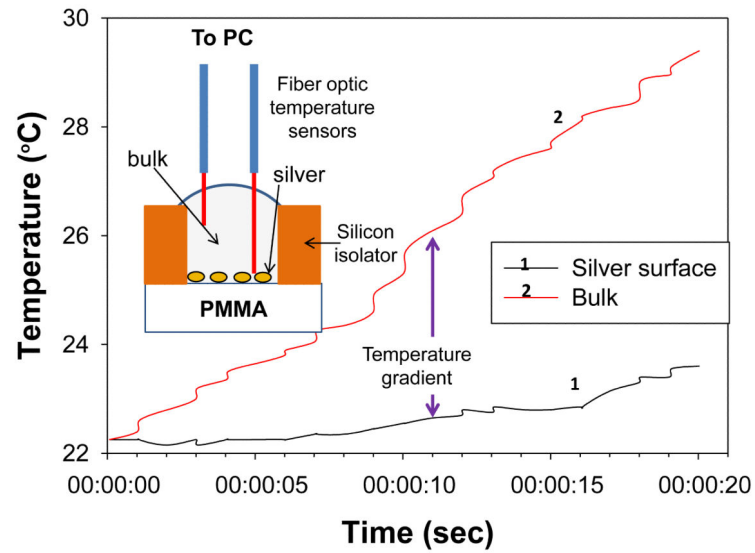 30
28
26
24
22
Temperature (oC)
To PC
Fiber optic
temperature
sensors
bulk
silver
Silicon
isolator
PMMA
2
1
Temperature
gradient
1 Silver surface
2 Bulk
00:00:00
00:00:05
00:00:10
00:00:15
00:00:20
Time (sec)